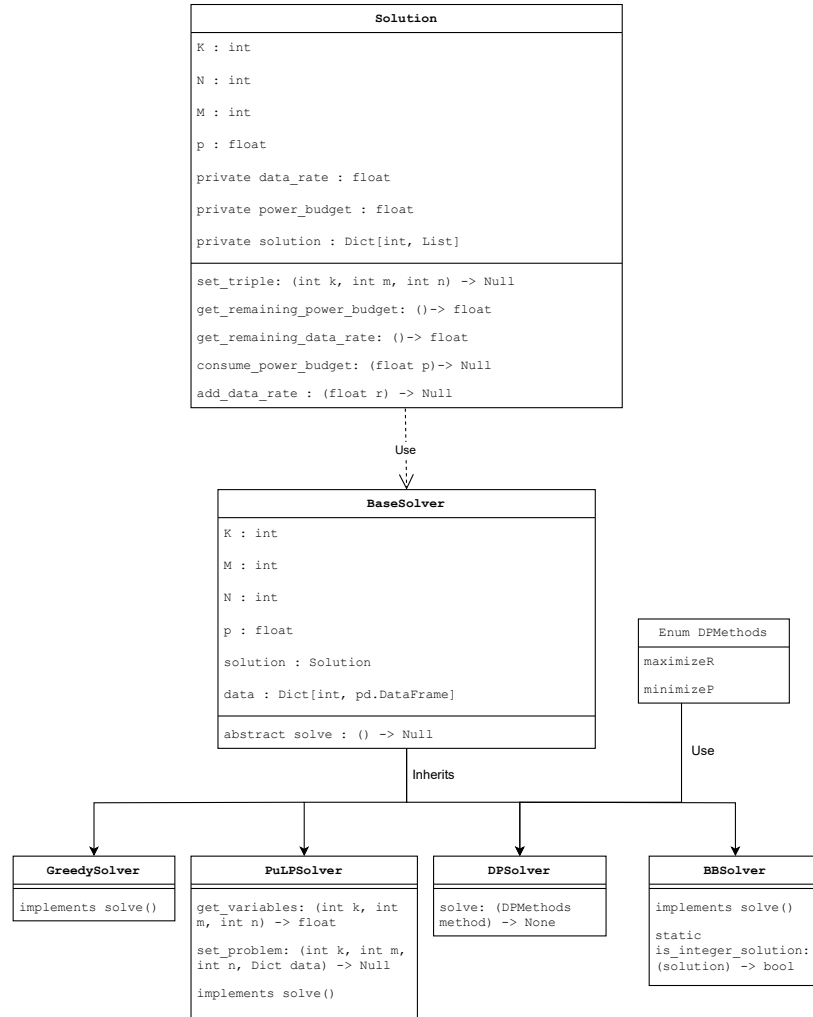 Solution
K : int
N : int
M : int
p : float
private data_rate : float
private power_budget : float
private solution : Dict[int, List]
set_triple: (int k, int m, int n) -> Null
get_remaining_power_budget: ()-> float
get_remaining_data_rate: ()-> float
consume_power_budget: (float p)-> Null
add_data_rate : (float r) -> Null
Use
BaseSolver
K : int
M : int
N : int
p : float
solution : Solution
data : Dict[int, pd.DataFrame]
abstract solve : () -> Null
Enum DPMethods
maximizeR
minimizeP
Use
Inherits
GreedySolver
implements solve()
PuLPSolver
get_variables: (int k, int
m, int n) -> float
set_problem: (int k, int m,
int n, Dict data) -> Null
implements solve()
DPSolver
solve: (DPMethods
method) -> None
BBSolver
implements solve()
static
is_integer_solution:
(solution) -> bool